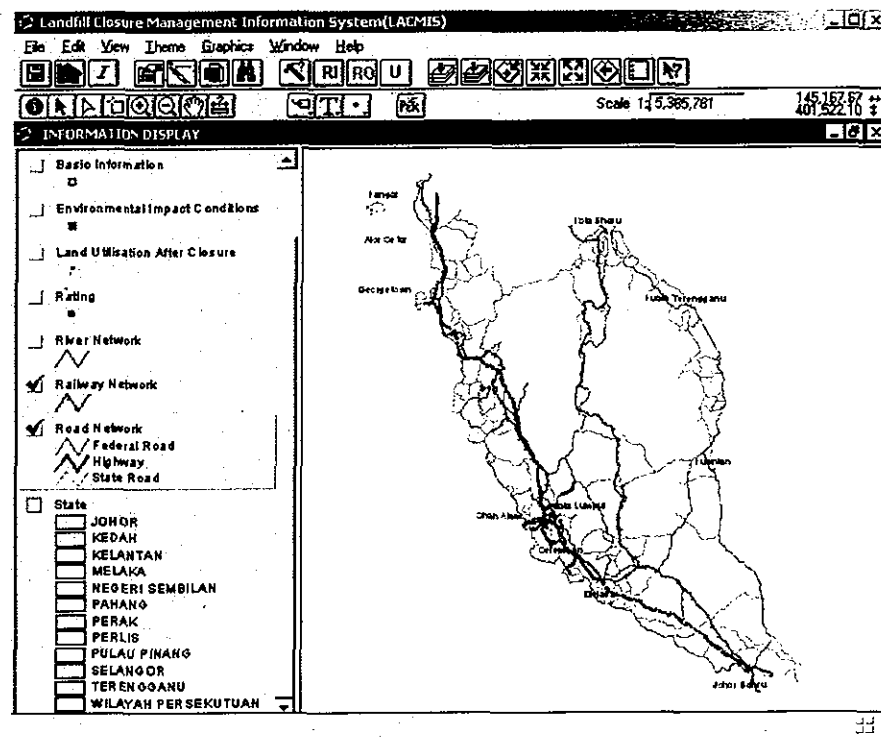 Landfill Closure Management Information System(LACMIS)
File Edit View Theme Graphics Window Help
I RI RO U
T
Scale 1: 5,385,781
145,167.67
401,522.10
INFORMATION DISPLAY
Basic Information
Environmental Impact Conditions
Land Utilisation After Closure
Rating
River Network
Railway Network
Road Network
Federal Road
Highway
State Road
State
JOHOR
KEDAH
KELANTAN
MELAKA
NEGERI SEMBILAN
PAHANG
PERAK
PERLIS
PULAU PINANG
SELANGOR
TERENGGANU
WILAYAH PERSEKUTUAN
Kangar
Kota Bharu
Alor Setar
Georgetown
Kuala Terengganu
Kuantan
Shah Alam
Kuala Lumpur
Johor Bahru